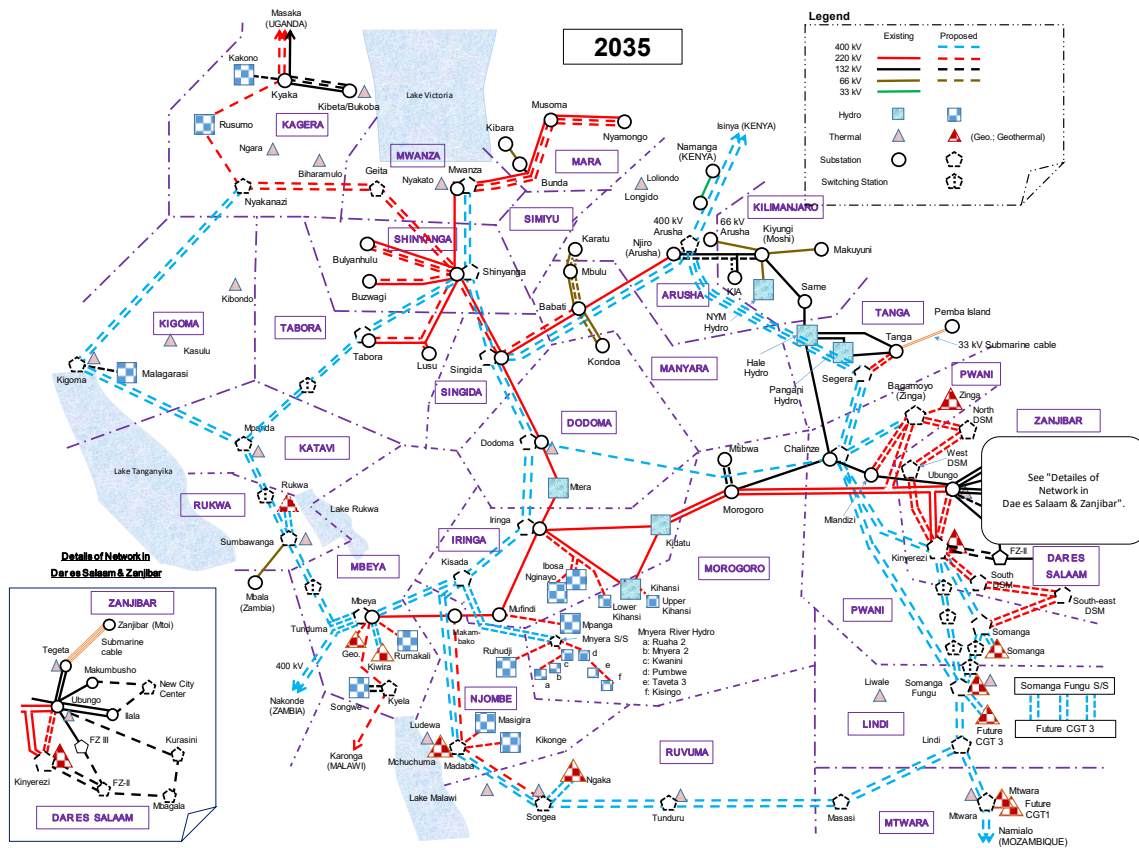 2035
Legend
Existing
Proposed
400 kV
220 kV
132 kV
66 kV
33 kV
Hydro
Thermal
(Geo.; Geothermal)
Substation
Switching Station
Masaka
(UGANDA)
Kakono
Kyaka
Kibeta/Bukoba
Rusumo
KAGERA
Ngara
Biharamulo
Nyakanazi
Geita
Lake Victoria
MWANZA
Nyakato
Mwanza
Kibara
Musoma
Nyamongo
MARA
Bunda
SIMIYU
SHINYANGA
Bulyanhulu
Buzwagi
Shinyanga
Isinya (KENYA)
Namanga
(KENYA)
Loliondo
Longido
KILIMANJARO
400 kV
Arusha
66 kV
Arusha
Kiyungi
(Moshi)
Makuyuni
Njiro
(Arusha)
KIA
ARUSHA
NYM
Hydro
Same
Karatu
Mbulu
Babati
Kondoa
MANYARA
TANGA
Tanga
Pemba Island
33 kV Submarine cable
Hale
Hydro
Pangani
Hydro
Segera
Kibondo
KIGOMA
Kasulu
Kigoma
Malagarasi
TABORA
Tabora
Lusu
Singida
SINGIDA
DODOMA
Dodoma
Mtera
Mpanda
KATAVI
Lake Tanganyika
RUKWA
Rukwa
Lake Rukwa
Sumbawanga
Mbala
(Zambia)
MBEYA
Tunduma
400 kV
Nakonde
(ZAMBIA)
Mbeya
Geo.
Kiwira
Rumakali
Songwe
Kyela
Karonga
(MALAWI)
IRINGA
Iringa
Kisada
Makam-
bako
Mufindi
Ibosa
Nginayo
Lower
Kihansi
Upper
Kihansi
Kihansi
Kidatu
Mpanga
Mnyera S/S
Ruhudji
a
b
c
d
e
f
Mnyera River Hydro
a: Ruaha 2
b: Mnyera 2
c: Kwanini
d: Pumbwe
e: Taveta 3
f: Kisingo
Mtibwa
Morogoro
MOROGORO
Chalinze
Mlandizi
Bagamoyo
(Zinga)
Zinga
PWANI
North
DSM
West
DSM
Ubungo
ZANJIBAR
See "Detailes of
Network in
Daees Salaam & Zanjibar".
Kinyerezi
FZ-II
DAR ES
SALAAM
South
DSM
South-east
DSM
PWANI
Somanga
Somanga
Somanga
Fungu
Somanga Fungu S/S
Future CGT 3
Future
CGT 3
Liwale
LINDI
Lindi
NJOMBE
Ludewa
Mchuchuma
Madaba
Masigira
Kikonge
Lake Malawi
Songea
Ngaka
RUVUMA
Tunduru
Masasi
MTWARA
Mtwara
Mtwara
Future
CGT1
Namialo
(MOZAMBIQUE)
Details of Network in
Dar es Salaam & Zanjibar
ZANJIBAR
Zanjibar (Mtoi)
Submarine
cable
Tegeta
Makumbusho
New City
Center
Ubungo
Ilala
FZ III
Kurasini
Kinyerezi
FZ-II
Mbagala
DAR ES SALAAM